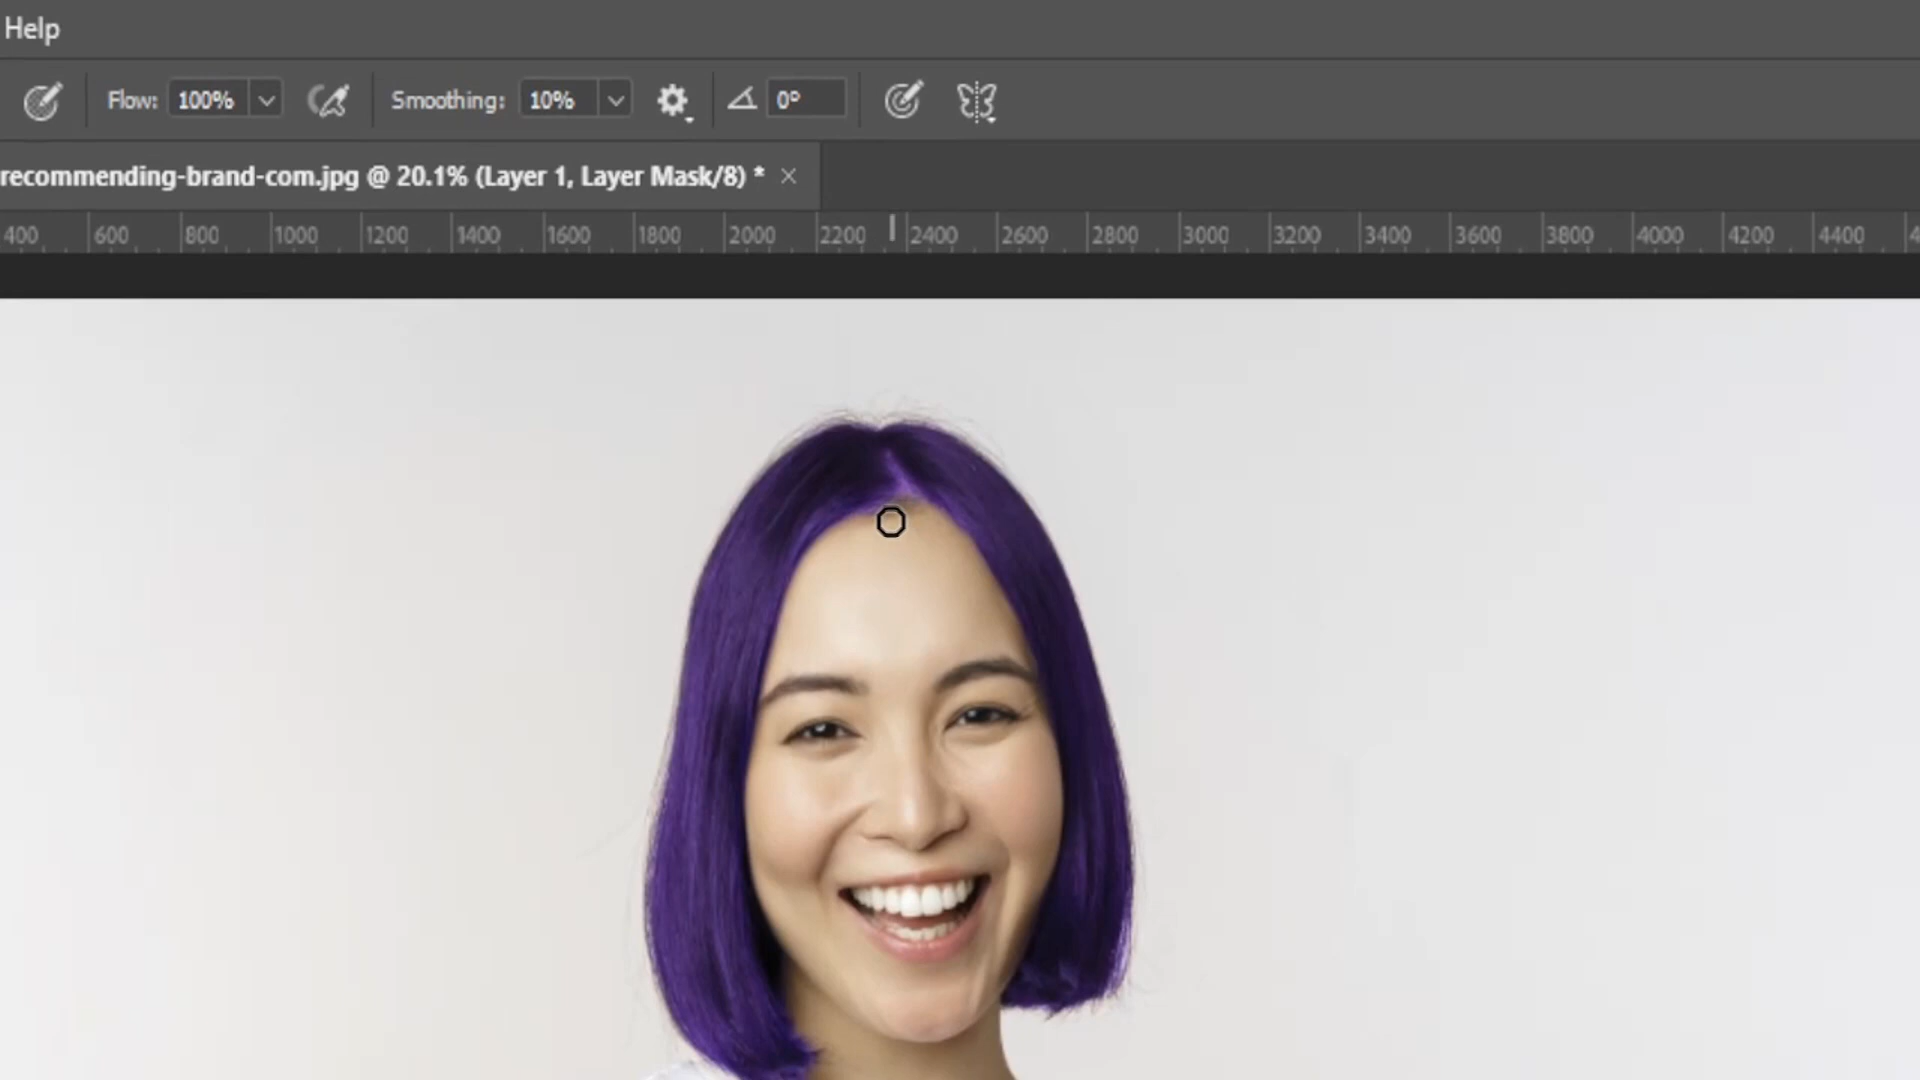 Help
Flow: 100% Smoothing: 10% 0°
recommending-brand-com.jpg @ 20.1% (Layer 1, Layer Mask/8) * ×
400 600 800 1000 1200 1400 1600 1800 2000 2200 2400 2600 2800 3000 3200 3400 3600 3800 4000 4200 4400